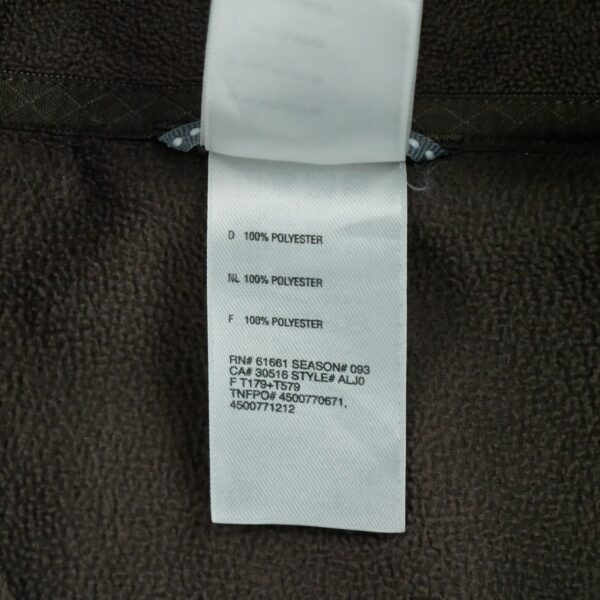 D 100% POLYESTER
NL 100% POLYESTER
F 100% POLYESTER
RN# 61661 SEASON# 093
CA# 30516 STYLE# ALJ0
F T179+T579
TNFPO# 4500770671,
4500771212